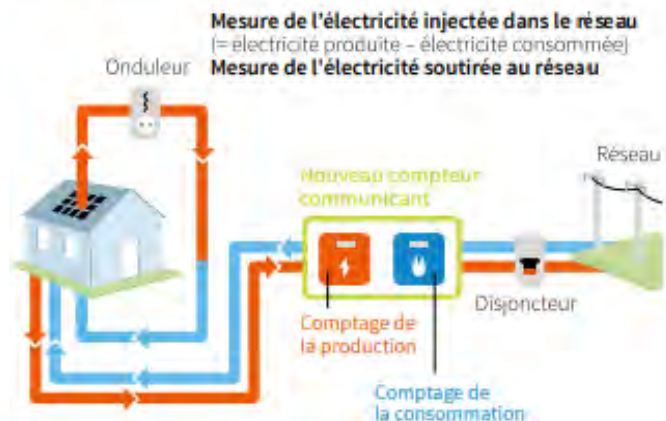 Mesure de l'électricité injectée dans le réseau
(= électricité produite – électricité consommée)
Onduleur
Mesure de l'électricité soutirée au réseau
Réseau
Nouveau compteur
communicant
Disjoncteur
Comptage de
la production
Comptage de
la consommation